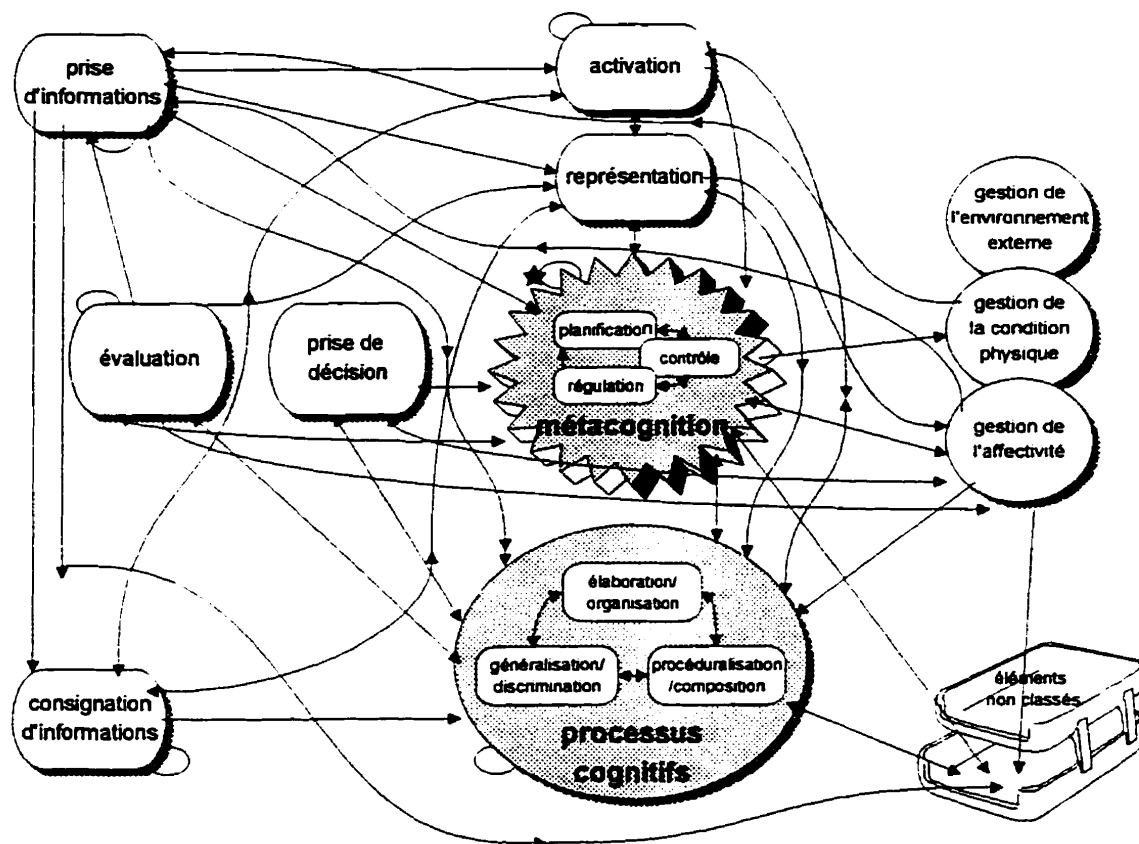 prise
d'informations
activation
représentation
gestion de
l'environnement
externe
gestion de
la condition
physique
évaluation
prise de
décision
planification
contrôle
régulation
métacognition
gestion de
l'affectivité
élaboration/
organisation
généralisation/
discrimination
procéduralisation
/composition
processus
cognitifs
consignation
d'informations
éléments
non classés